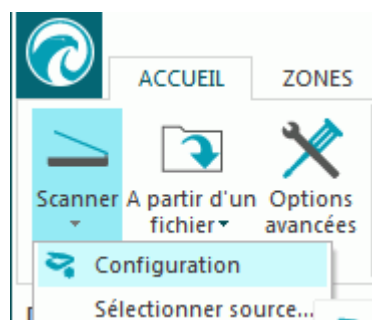 ACCUEIL ZONES
Scanner A partir d'un Options
fichier avancées
Configuration
Sélectionner source...